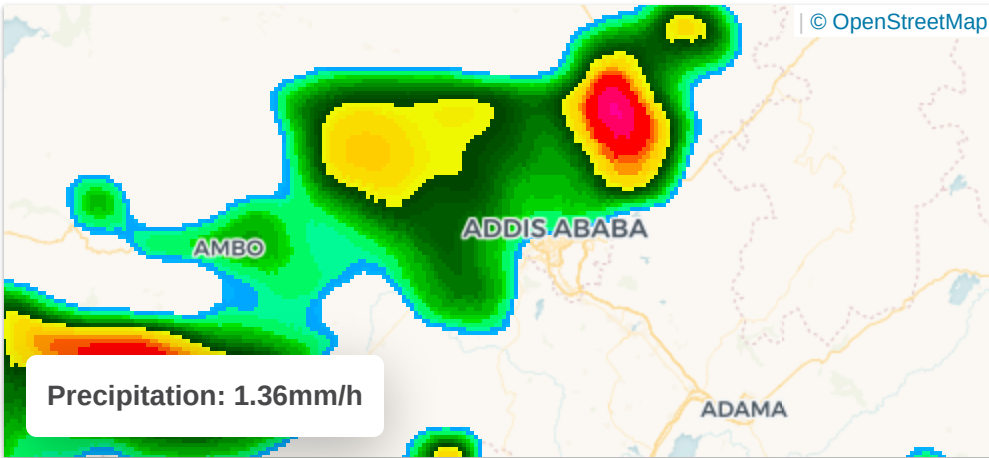 | © OpenStreetMap
ADDIS ABABA
AMBO
Precipitation: 1.36mm/h
ADAMA